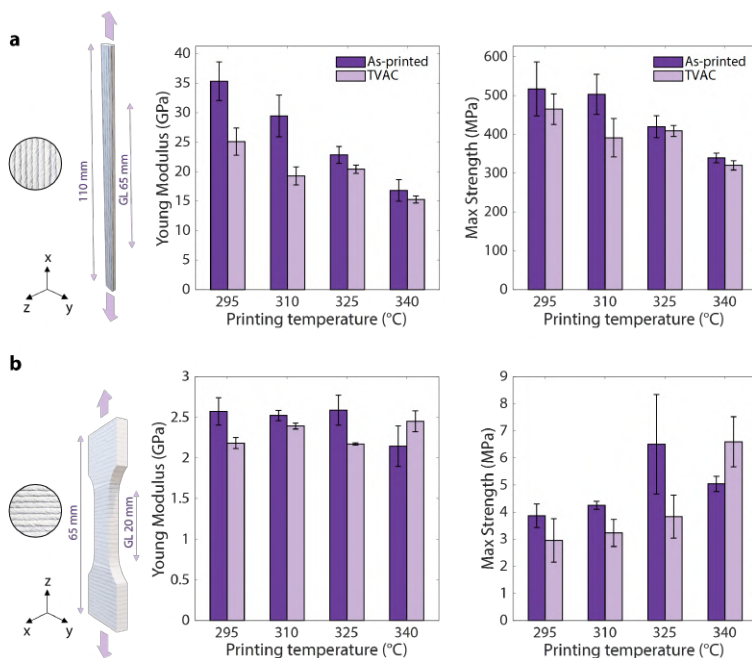 a
110 mm
GL 65 mm
x
z
y
Young Modulus (GPa)
40
35
30
25
20
15
10
5
0
As-printed
TVAC
295 310 325 340
Printing temperature (°C)
Max Strength (MPa)
600
500
400
300
200
100
0
As-printed
TVAC
295 310 325 340
Printing temperature (°C)
b
65 mm
GL 20 mm
z
x
y
Young Modulus (GPa)
3
2.5
2
1.5
1
0.5
0
295 310 325 340
Printing temperature (°C)
Max Strength (MPa)
9
8
7
6
5
4
3
2
1
0
295 310 325 340
Printing temperature (°C)